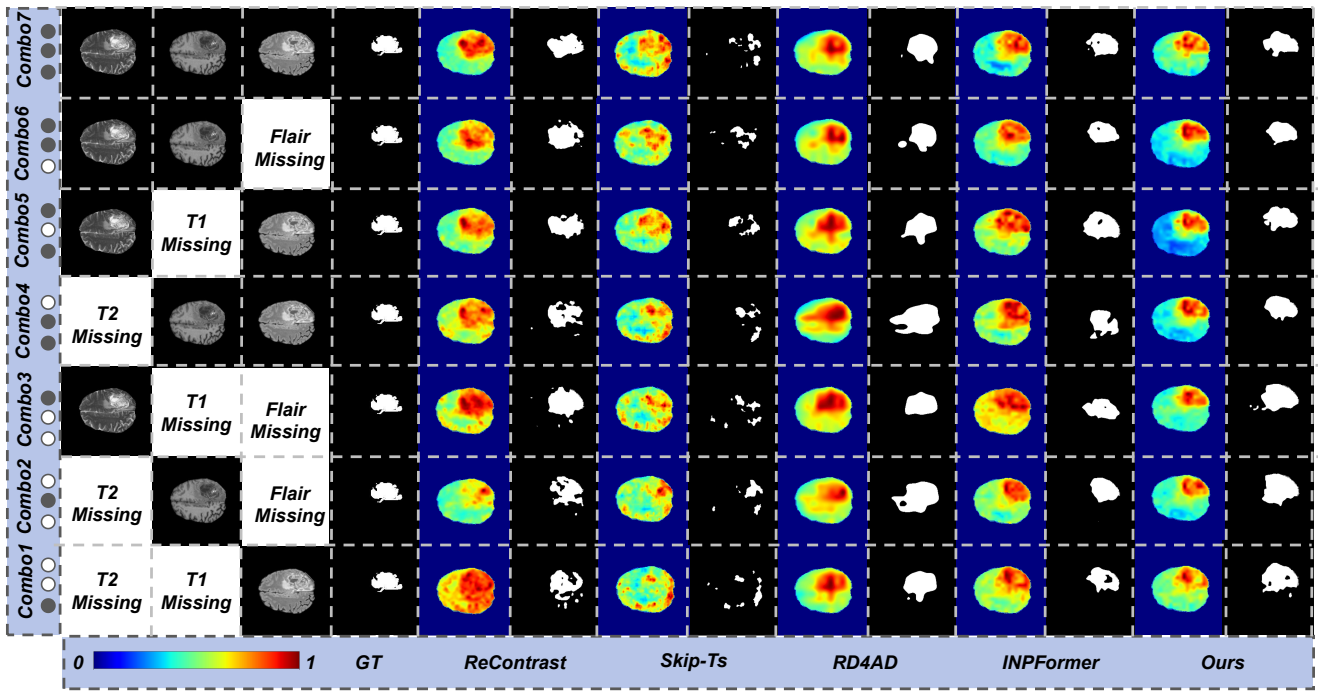 Combo7
Combo6
Flair
Missing
Combo5
T1
Missing
Combo4
T2
Missing
Combo3
T1
Missing
Flair
Missing
Combo2
T2
Missing
Flair
Missing
Combo1
T2
Missing
T1
Missing
0 1 GT ReContrast Skip-Ts RD4AD INPFormer Ours